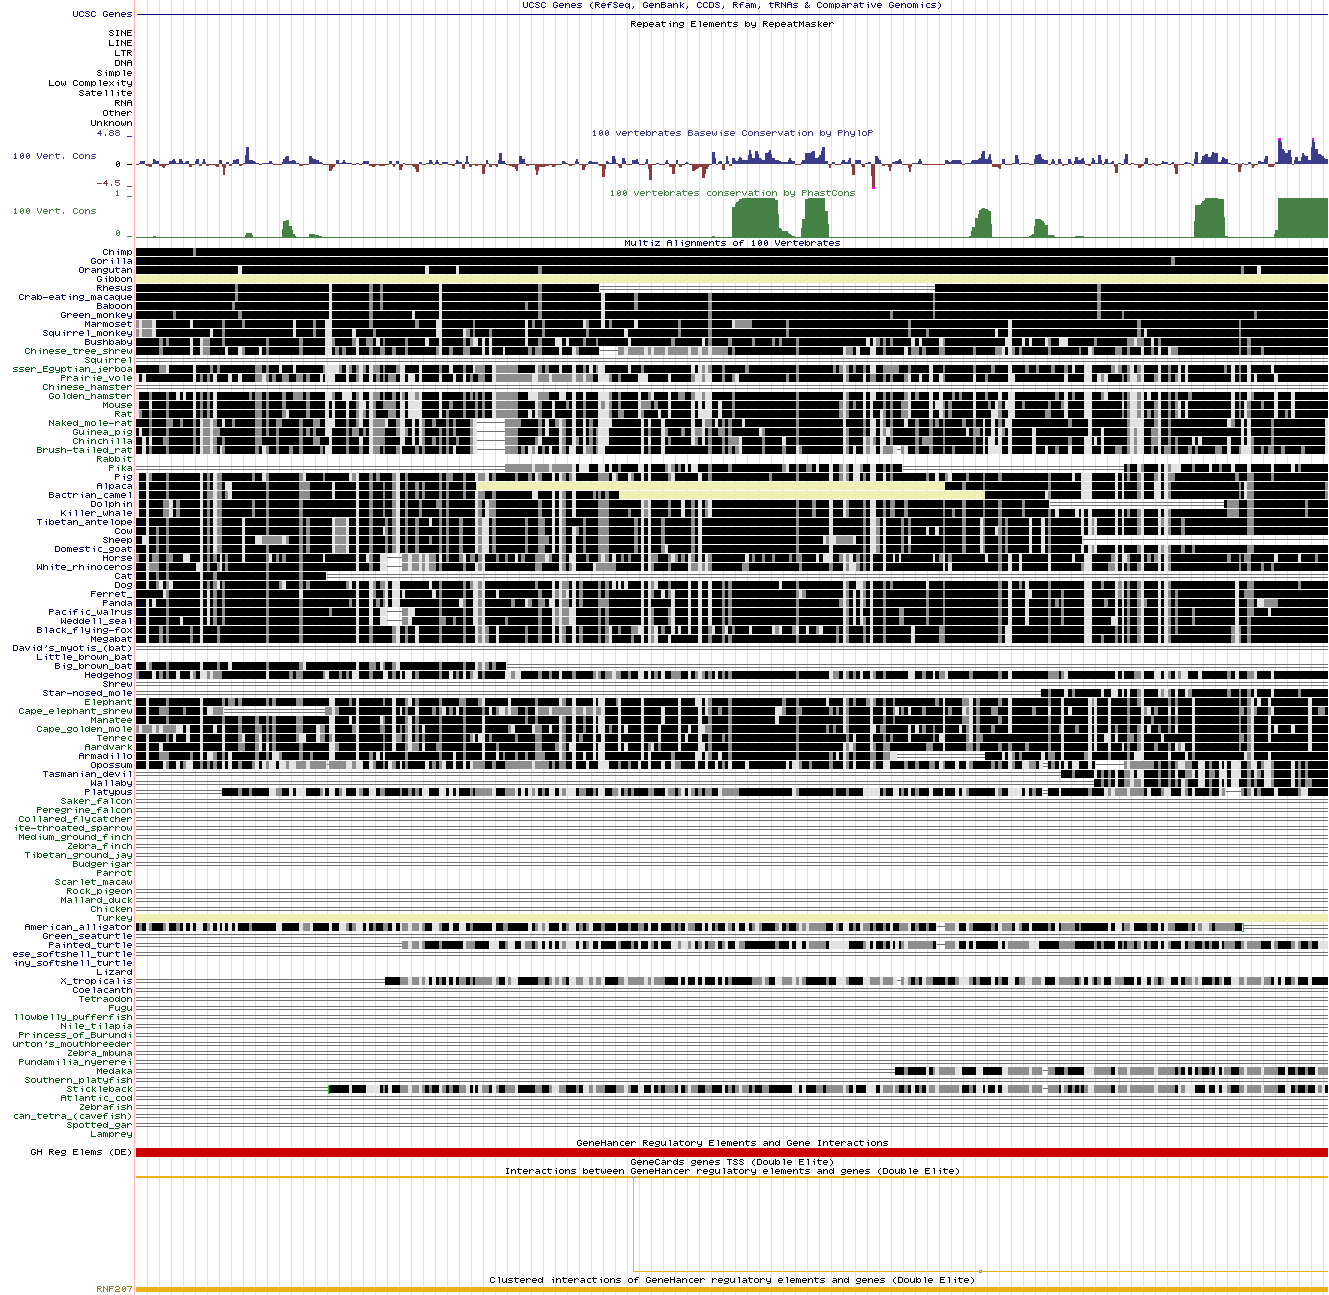 UCSC Genes (RefSeq, GenBank, CCDS, Rfam, tRNAs & Comparative Genomics)
UCSC Genes
Repeating Elements by RepeatMasker
SINE
LINE
LTR
DNA
Simple
Low Complexity
Satellite
RNA
Other
Unknown
4.88 _
100 vertebrates Basewise Conservation by PhyloP
100 Vert. Cons
0 -
-4.5 _
100 vertebrates conservation by PhastCons
1 _
100 Vert. Cons
0 _
Multiz Alignments of 100 Vertebrates
Chimp
Gorilla
Orangutan
Gibbon
Rhesus
Crab-eating_macaque
Baboon
Green_monkey
Marmoset
Squirrel_monkey
Bushbaby
Chinese_tree_shrew
Squirrel
sser_Egyptian_jerboa
Prairie_vole
Chinese_hamster
Golden_hamster
Mouse
Rat
Naked_mole-rat
Guinea_pig
Chinchilla
Brush-tailed_rat
Rabbit
Pika
Pig
Alpaca
Bactrian_camel
Dolphin
Killer_whale
Tibetan_antelope
Cow
Sheep
Domestic_goat
Horse
White_rhinoceros
Cat
Dog
Ferret_
Panda
Pacific_walrus
Weddell_seal
Black_flying-fox
Megabat
David's_myotis_(bat)
Little_brown_bat
Big_brown_bat
Hedgehog
Shrew
Star-nosed_mole
Elephant
Cape_elephant_shrew
Manatee
Cape_golden_mole
Tenrec
Aardvark
Armadillo
Opossum
Tasmanian_devil
Wallaby
Platypus
Saker_falcon
Peregrine_falcon
Collared_flycatcher
ite-throated_sparrow
Medium_ground_finch
Zebra_finch
Tibetan_ground_jay
Budgerigar
Parrot
Scarlet_macaw
Rock_pigeon
Mallard_duck
Chicken
Turkey
American_alligator
Green_seaturtle
Painted_turtle
ese_softshell_turtle
iny_softshell_turtle
Lizard
X_tropicalis
Coelacanth
Tetraodon
Fugu
llowbelly_pufferfish
Nile_tilapia
Princess_of_Burundi
urton's_mouthbreeder
Zebra_mbuna
Pundamilia_nyererei
Medaka
Southern_platyfish
Stickleback
Atlantic_cod
Zebrafish
can_tetra_(cavefish)
Spotted_gar
Lamprey
GeneHancer Regulatory Elements and Gene Interactions
GH Reg Elems (DE)
GeneCards genes TSS (Double Elite)
Interactions between GeneHancer regulatory elements and genes (Double Elite)
Clustered interactions of GeneHancer regulatory elements and genes (Double Elite)
RNF207